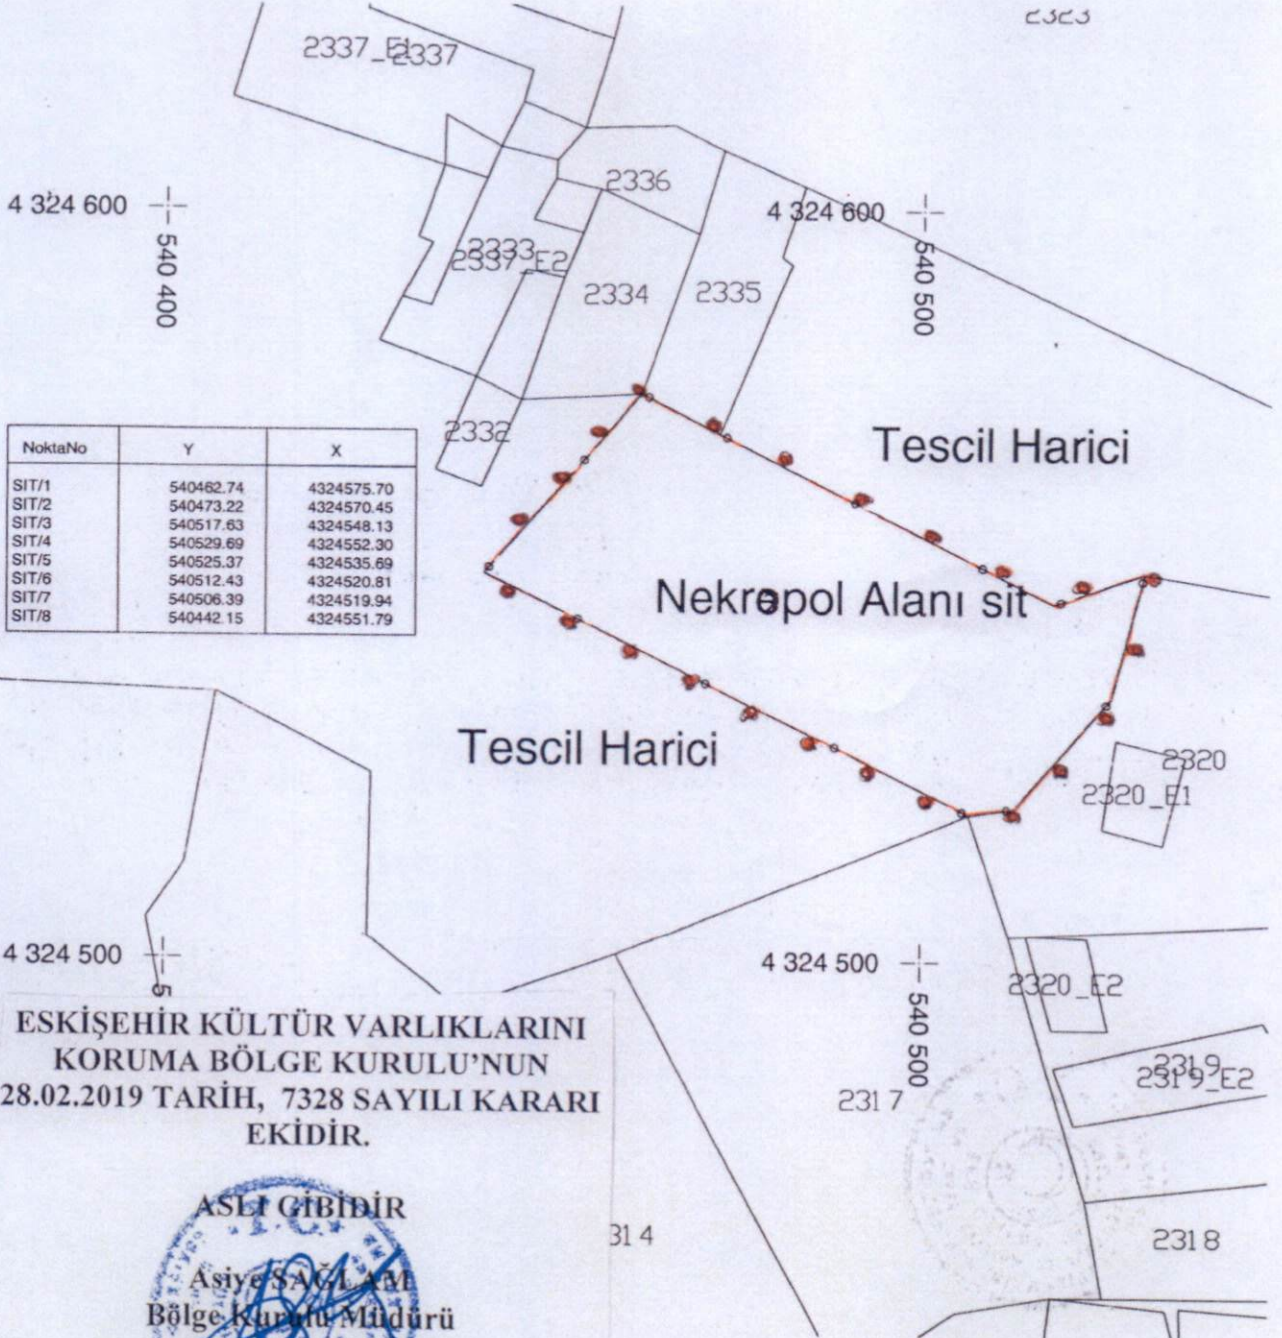 2337_E1
2337
2336
4 324 600
4 324 600
540 400
540 500
2333
2337_E2
2334
2335
2332
Tescil Harici
NoktaNo Y X
SIT/1 540462.74 4324575.70
SIT/2 540473.22 4324570.45
SIT/3 540517.63 4324548.13
SIT/4 540529.69 4324552.30
SIT/5 540525.37 4324535.69
SIT/6 540512.43 4324520.81
SIT/7 540506.39 4324519.94
SIT/8 540442.15 4324551.79
Nekropol Alanı sit
Tescil Harici
2320
2320_E1
4 324 500
4 324 500
5
540 500
2320_E2
ESKİŞEHİR KÜLTÜR VARLIKLARINI
KORUMA BÖLGE KURULU'NUN
28.02.2019 TARİH, 7328 SAYILI KARARI
EKİDİR.
2319
2319_E2
2317
ASLI GİBİDİR
T.C.
314
2318
Asiye SAĞLAM
Bölge Kurulu Müdürü